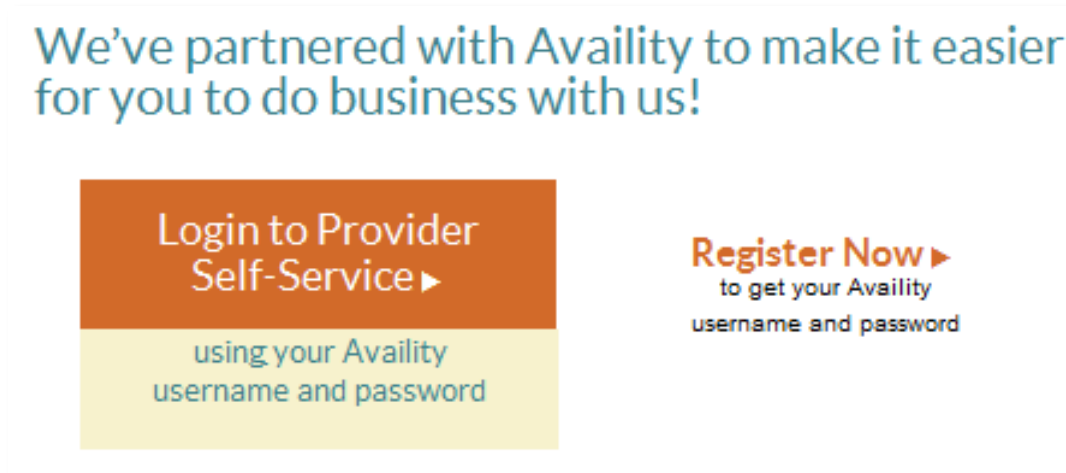 We've partnered with Availity to make it easier
for you to do business with us!
Login to Provider
Self-Service ▸
using your Availity
username and password
Register Now ▸
to get your Availity
username and password